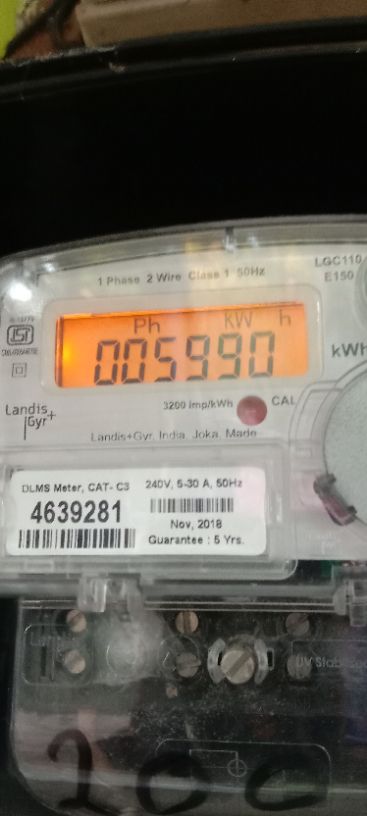 LGC110/
E150
1 Phase 2 Wire Class 1 50Hz
ISI
Ph KW h
005990
kWh
3200 imp/kWh CAL
Landis+
Gyr
Landis+Gyr, India, Joka, Made
DLMS Meter, CAT- C3 240V, 5-30 A, 50Hz
4639281
Nov, 2018
Guarantee : 5 Yrs.
200